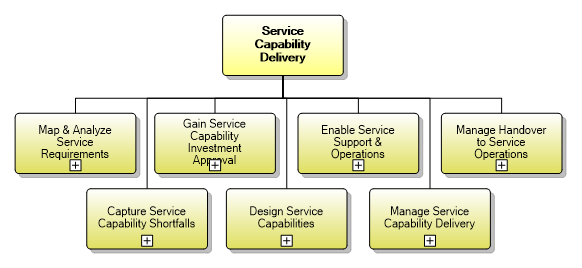 Service
Capability
Delivery
Map & Analyze
Service
Requirements
Gain Service
Capability
Investment
Approval
Enable Service
Support &
Operations
Manage Handover
to Service
Operations
Capture Service
Capability Shortfalls
Design Service
Capabilities
Manage Service
Capability Delivery